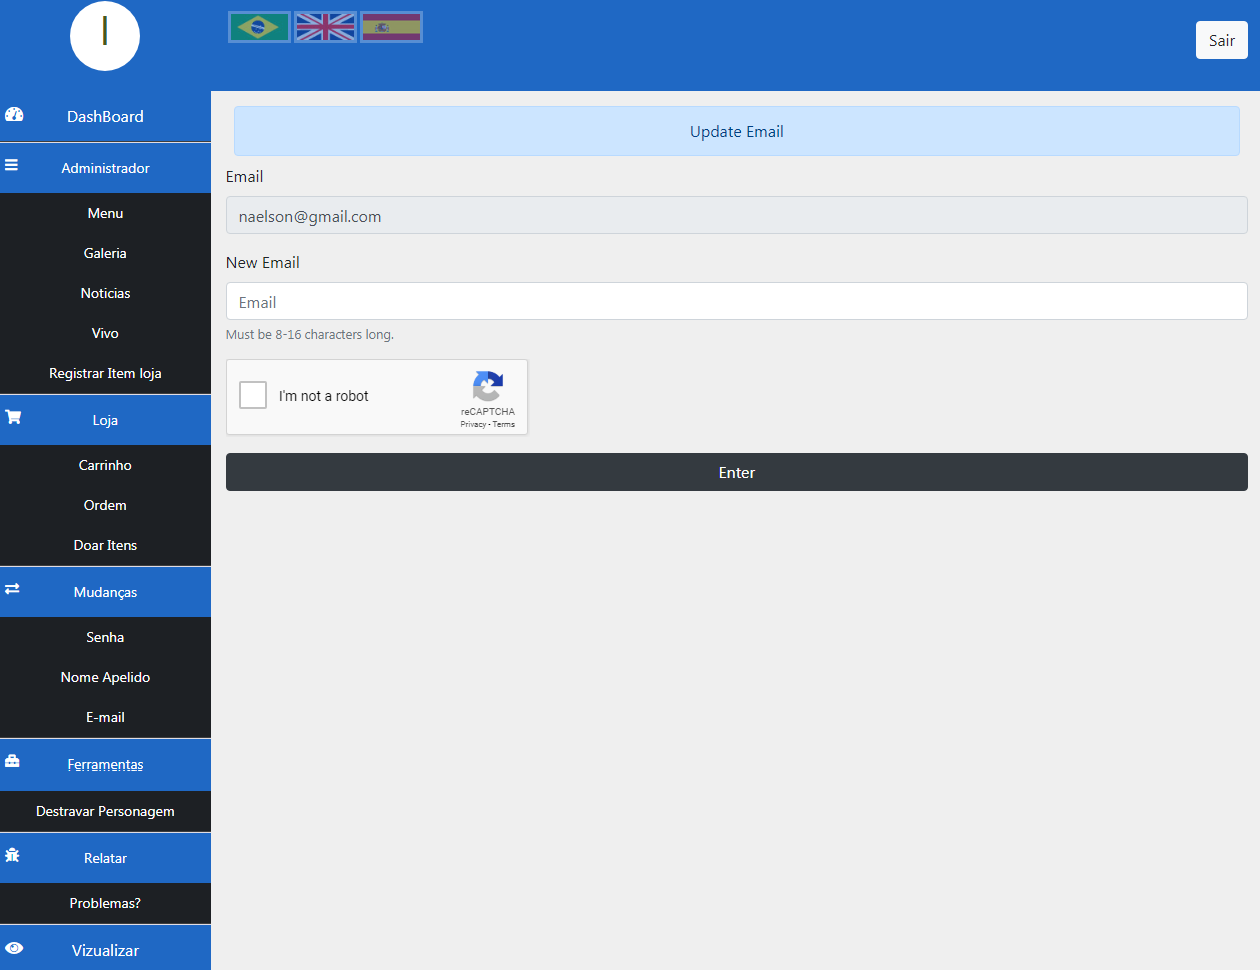 I
Sair
DashBoard
Administrador
Menu
Galeria
Noticias
Vivo
Registrar Item loja
Loja
Carrinho
Ordem
Doar Itens
Mudanças
Senha
Nome Apelido
E-mail
Ferramentas
Destravar Personagem
Relatar
Problemas?
Vizualizar
Update Email
Email
naelson@gmail.com
New Email
Email
Must be 8-16 characters long.
I'm not a robot
reCAPTCHA
Privacy - Terms
Enter